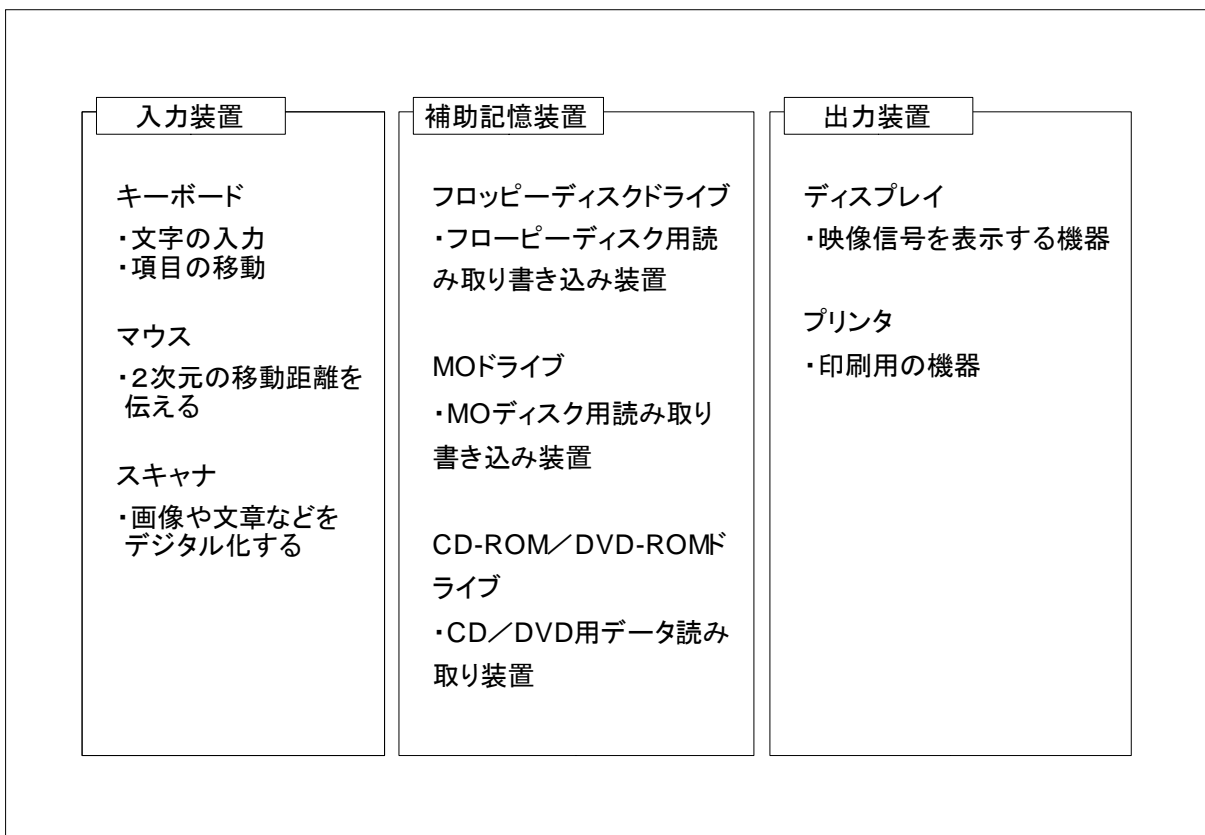 入力装置
キーボード
・文字の入力
・項目の移動
マウス
・2次元の移動距離を
伝える
スキャナ
・画像や文章などを
デジタル化する
補助記憶装置
フロッピーディスクドライブ
・フローピーディスク用読
み取り書き込み装置
MOドライブ
・MOディスク用読み取り
書き込み装置
CD-ROM／DVD-ROMド
ライブ
・CD／DVD用データ読み
取り装置
出力装置
ディスプレイ
・映像信号を表示する機器
プリンタ
・印刷用の機器